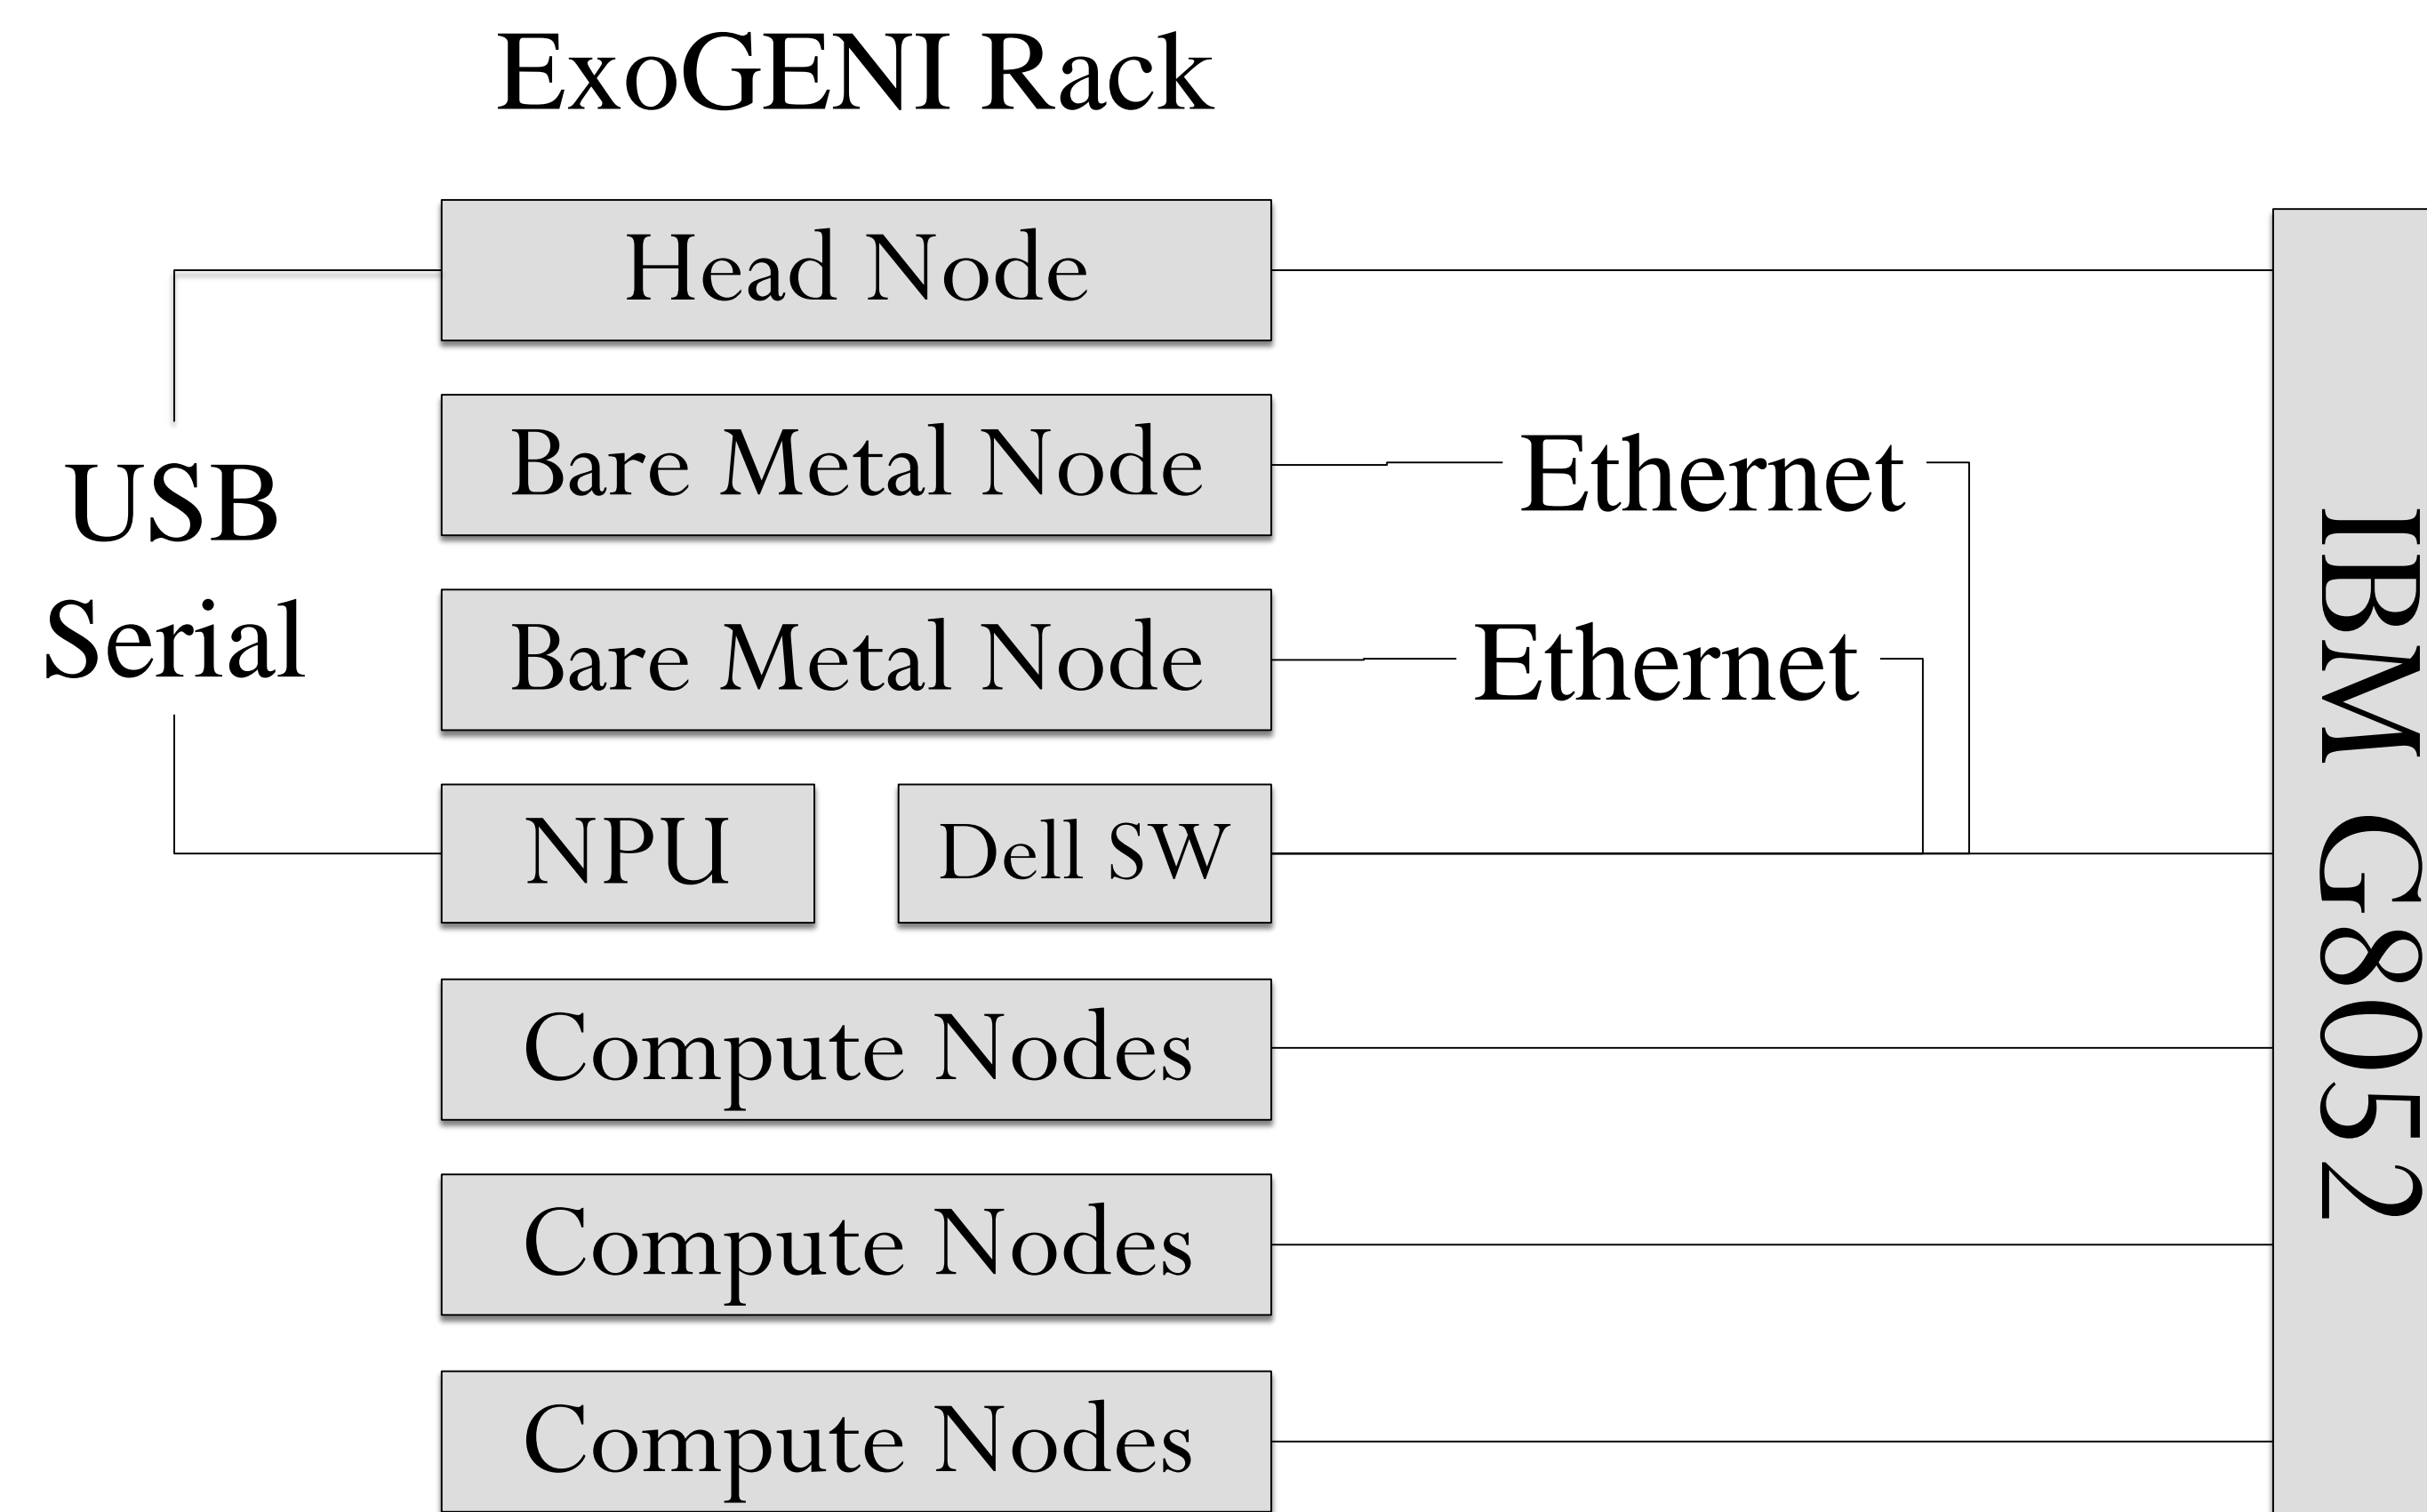 ExoGENI Rack
Head Node
Bare Metal Node
Ethernet
USB
Serial
Bare Metal Node
Ethernet
NPU
Dell SW
Compute Nodes
Compute Nodes
Compute Nodes
IBM G8052